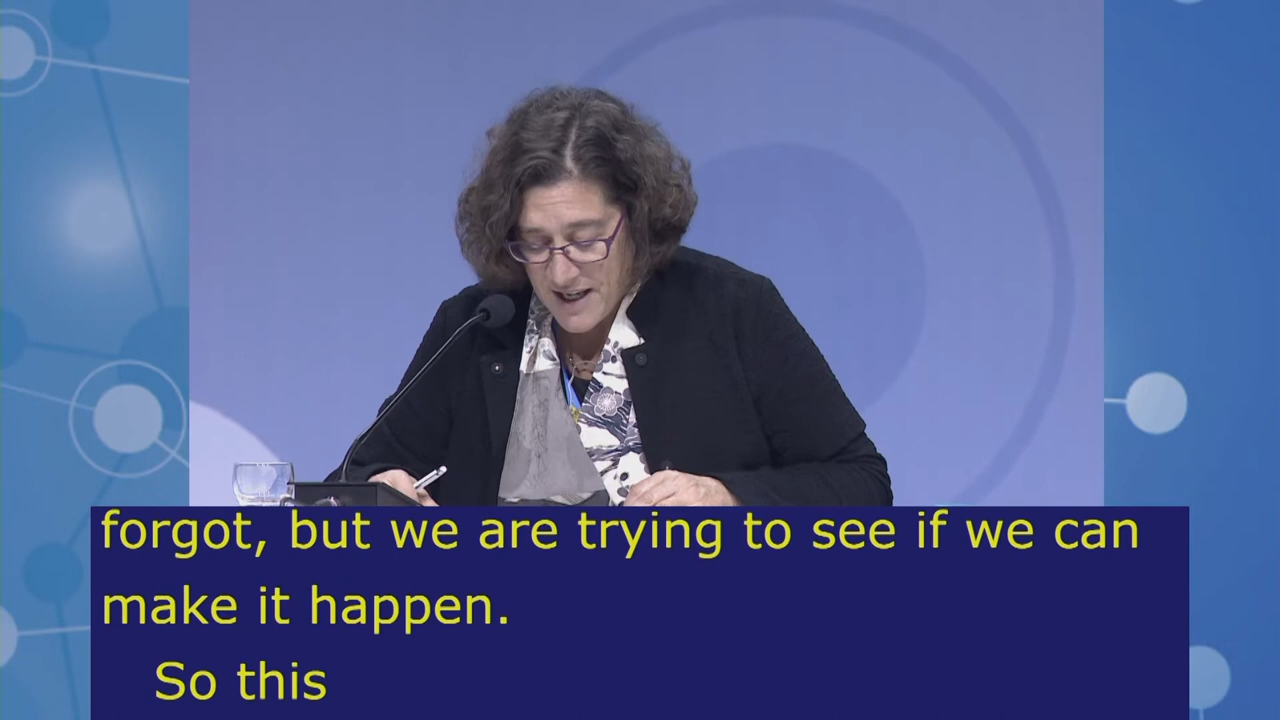 forgot, but we are trying to see if we can
make it happen.
So this